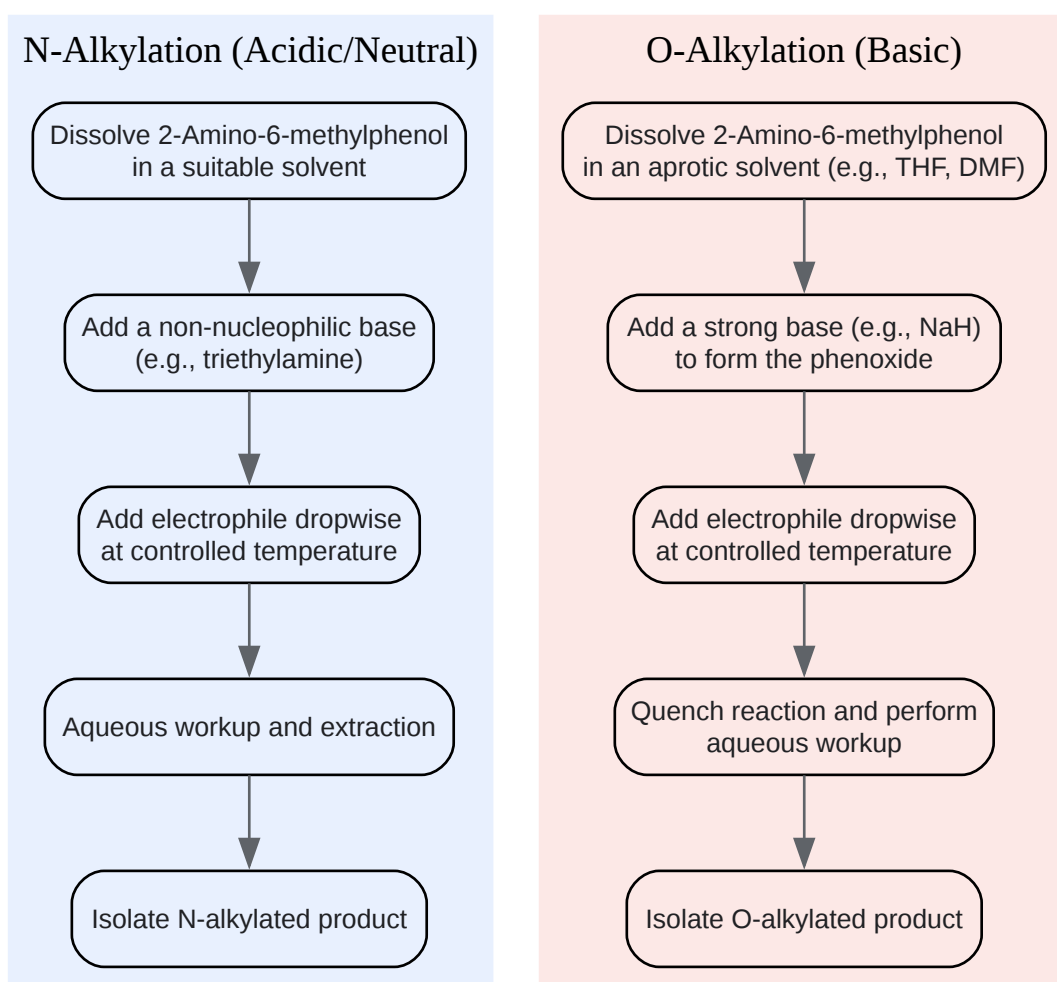 N-Alkylation (Acidic/Neutral)
Dissolve 2-Amino-6-methylphenol
in a suitable solvent
Add a non-nucleophilic base
(e.g., triethylamine)
Add electrophile dropwise
at controlled temperature
Aqueous workup and extraction
Isolate N-alkylated product
O-Alkylation (Basic)
Dissolve 2-Amino-6-methylphenol
in an aprotic solvent (e.g., THF, DMF)
Add a strong base (e.g., NaH)
to form the phenoxide
Add electrophile dropwise
at controlled temperature
Quench reaction and perform
aqueous workup
Isolate O-alkylated product